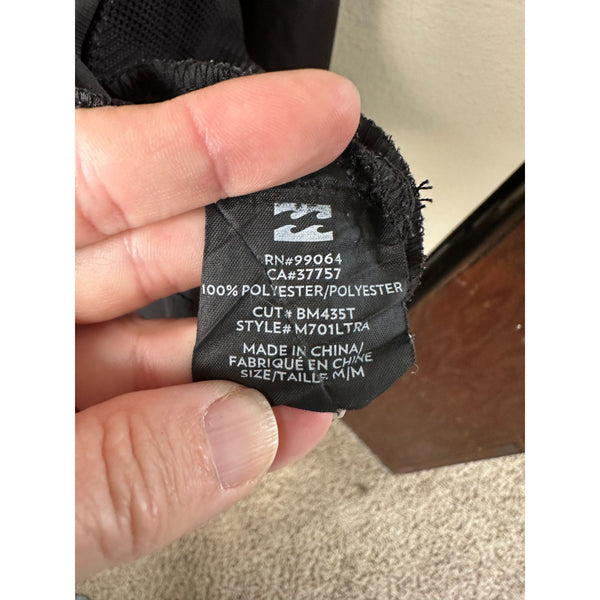 RN#99064
CA#37757
100% POLYESTER/POLYESTER
CUT# BM435T
STYLE# M701LTRA
MADE IN CHINA/
FABRIQUÉ EN CHINE
SIZE/TAILLE M/M